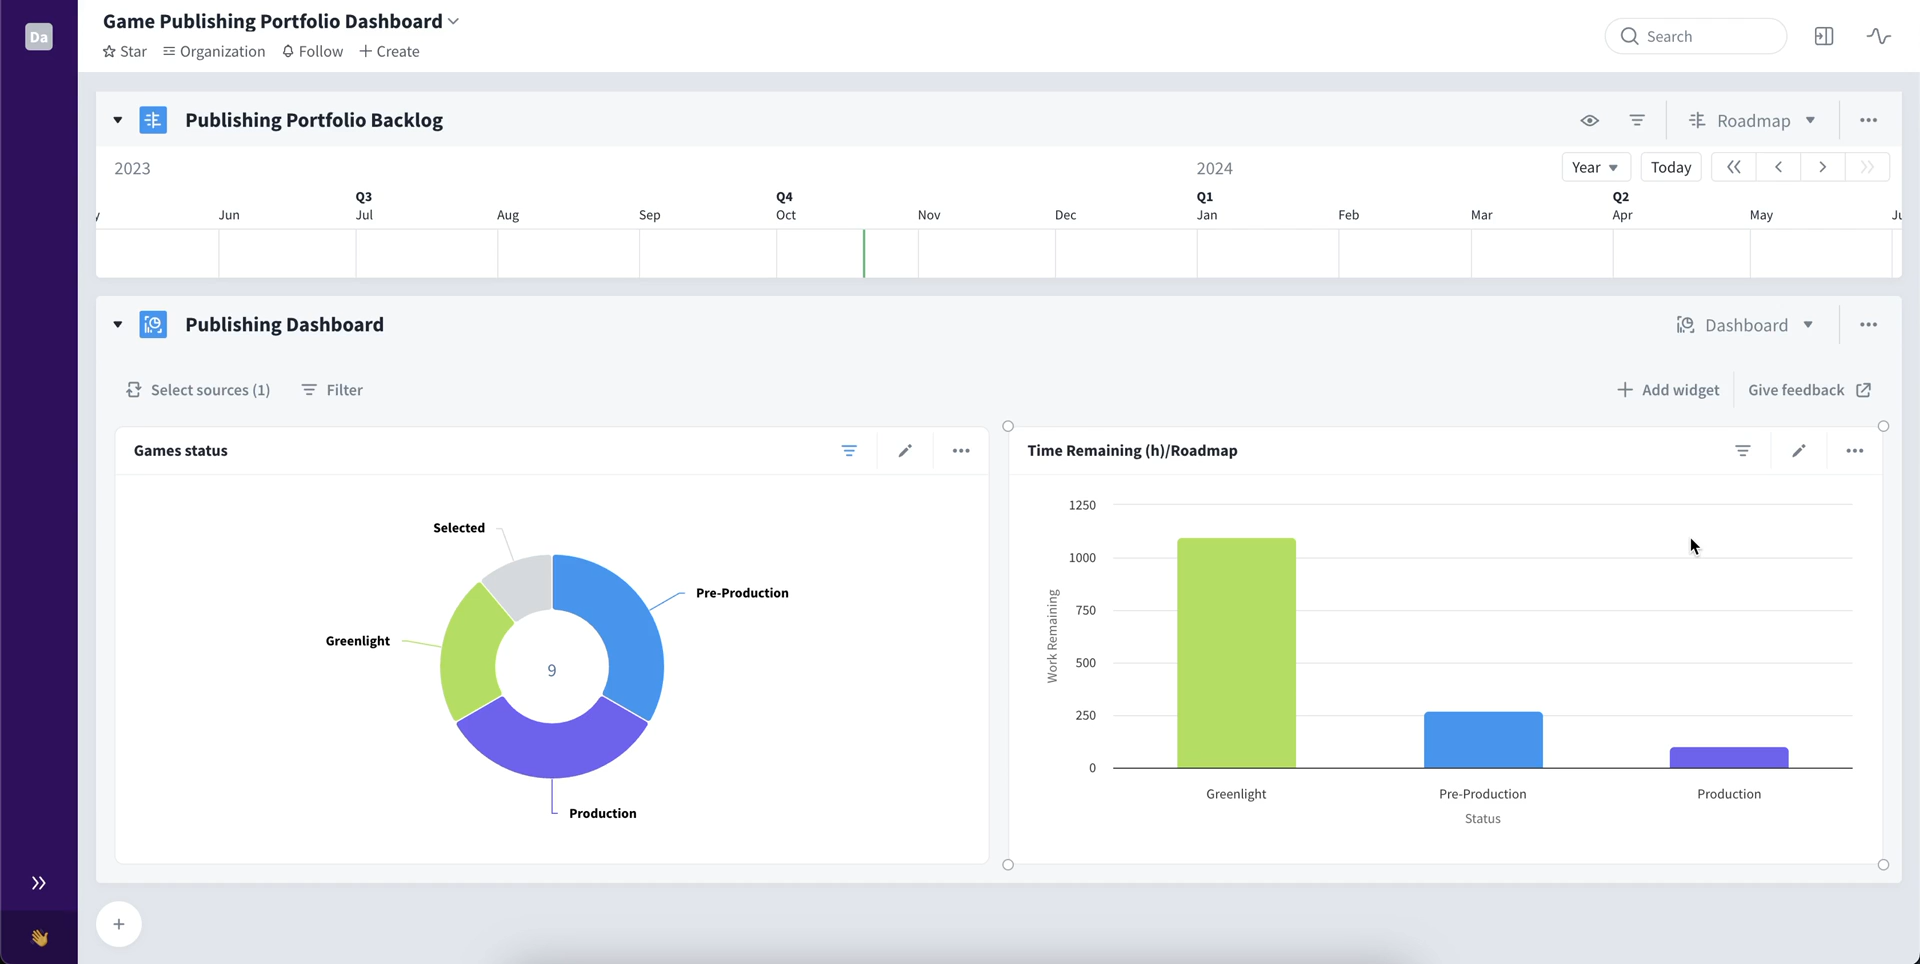 Da
Game Publishing Portfolio Dashboard
Star Organization Follow Create
Search
Publishing Portfolio Backlog
Roadmap
2023
2024
Year Today
Q3 Q4 Q1 Q2
Jun Jul Aug Sep Oct Nov Dec Jan Feb Mar Apr May
Publishing Dashboard
Dashboard
Select sources (1) Filter
Add widget Give feedback
Games status
Selected
Pre-Production
Greenlight
9
Production
Time Remaining (h)/Roadmap
1250
1000
750
500
250
0
Work Remaining
Greenlight Pre-Production Production
Status